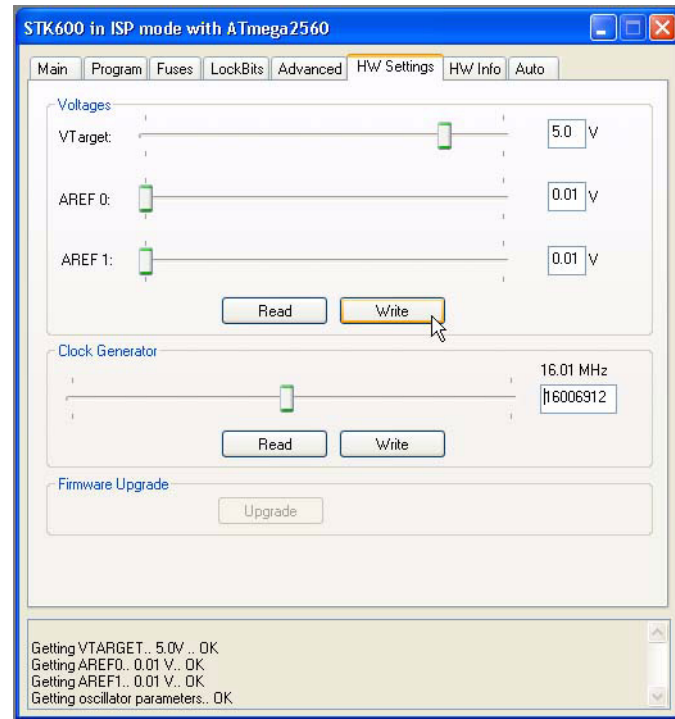 STK600 in ISP mode with ATmega2560
Main Program Fuses LockBits Advanced HW Settings HW Info Auto
Voltages
VTarget: 5.0 V
AREF 0: 0.01 V
AREF 1: 0.01 V
Read Write
Clock Generator
16.01 MHz
16006912
Read Write
Firmware Upgrade
Upgrade
Getting VTARGET.. 5.0V .. OK
Getting AREF0.. 0.01 V.. OK
Getting AREF1.. 0.01 V.. OK
Getting oscillator parameters.. OK